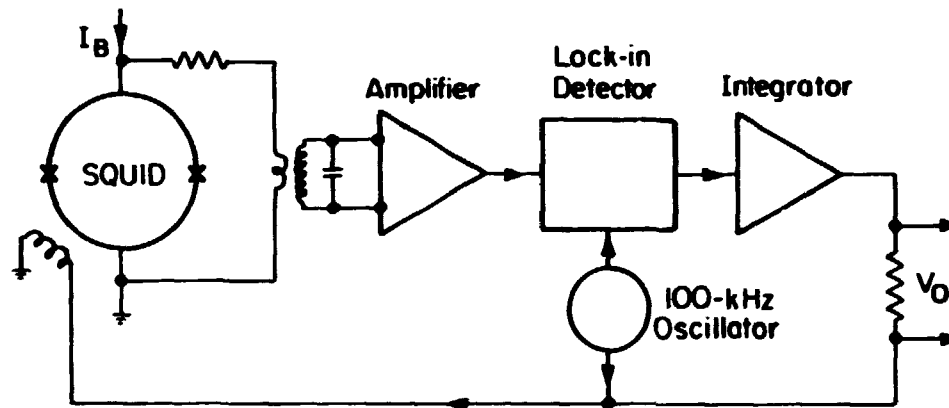 I_B
SQUID
Amplifier
Lock-in
Detector
Integrator
100-kHz
Oscillator
V_O